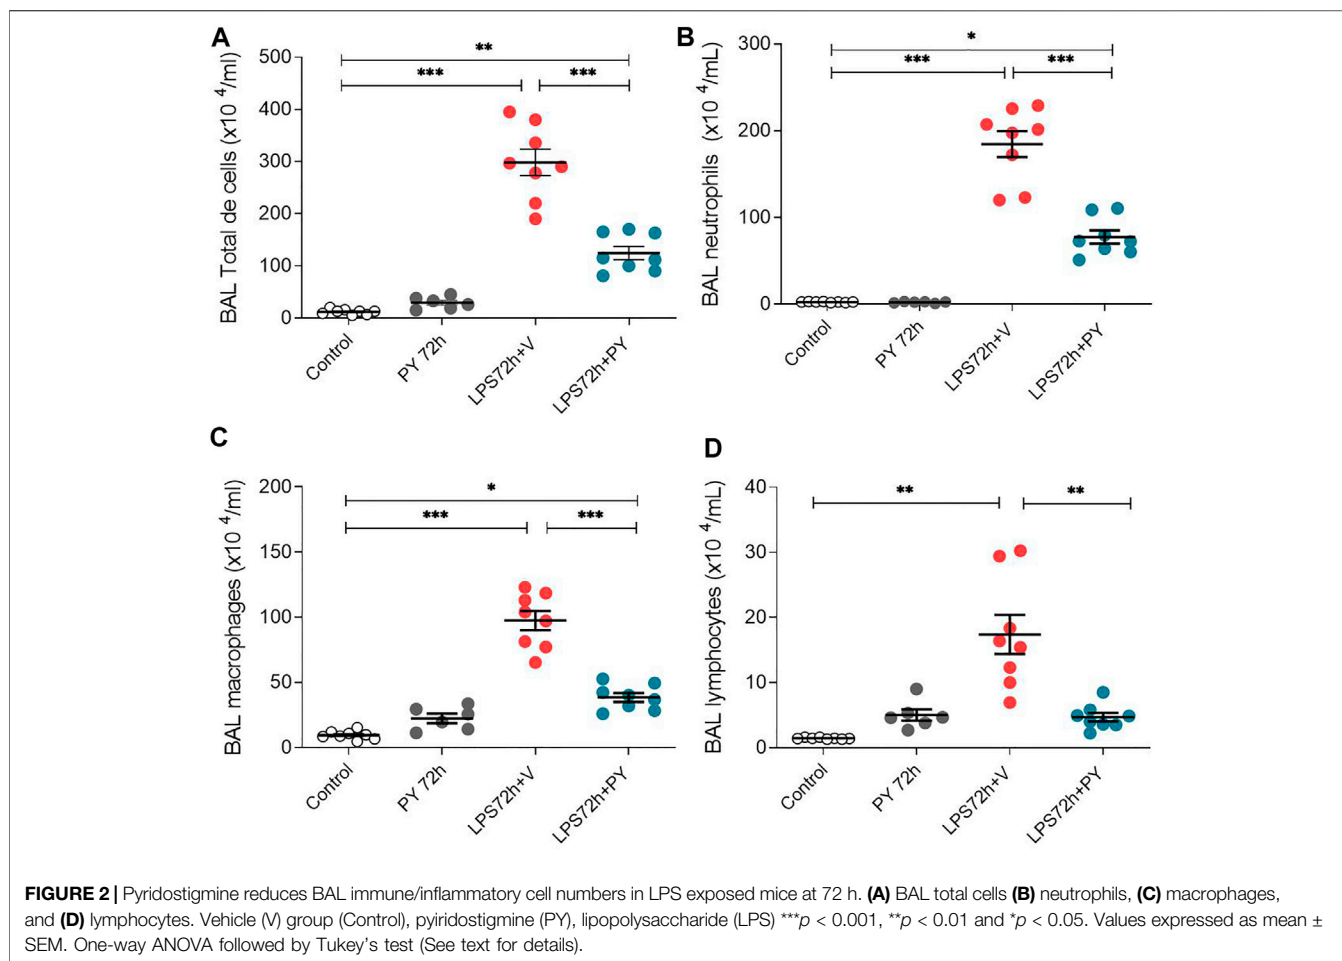 A
BAL Total de cells (x10 4/ml)
500
400
300
200
100
0
**
***
***
Control
PY 72h
LPS72h+V
LPS72h+PY
B
BAL neutrophils (x10 4/mL)
300
200
100
0
*
***
***
Control
PY 72h
LPS72h+V
LPS72h+PY
C
BAL macrophages (x10 4/ml)
200
150
100
50
0
*
***
***
Control
PY 72h
LPS72h+V
LPS72h+PY
D
BAL lymphocytes (x10 4/mL)
40
30
20
10
0
**
**
Control
PY 72h
LPS72h+V
LPS72h+PY
FIGURE 2 | Pyridostigmine reduces BAL immune/inflammatory cell numbers in LPS exposed mice at 72 h. (A) BAL total cells (B) neutrophils, (C) macrophages,
and (D) lymphocytes. Vehicle (V) group (Control), pyiridostigmine (PY), lipopolysaccharide (LPS) ***p < 0.001, **p < 0.01 and *p < 0.05. Values expressed as mean ±
SEM. One-way ANOVA followed by Tukey's test (See text for details).